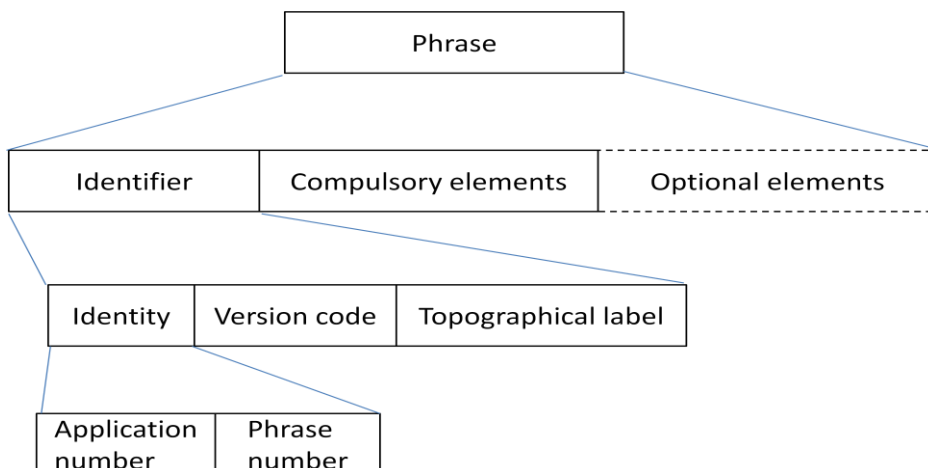 Phrase
Identifier Compulsory elements Optional elements
Identity Version code Topographical label
Application Phrase
number number